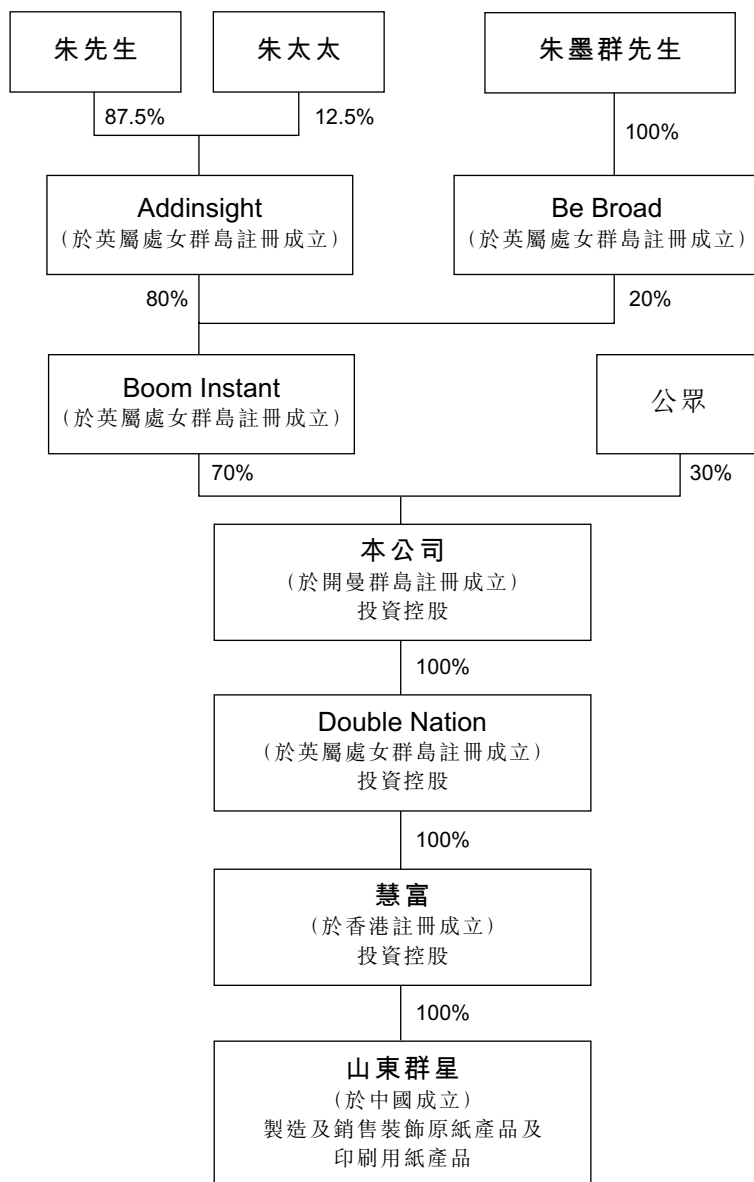 朱先生
朱太太
朱墨群先生
87.5%
12.5%
100%
Addinsight
(於英屬處女群島註冊成立)
Be Broad
(於英屬處女群島註冊成立)
80%
20%
Boom Instant
(於英屬處女群島註冊成立)
公眾
70%
30%
本公司
(於開曼群島註冊成立)
投資控股
100%
Double Nation
(於英屬處女群島註冊成立)
投資控股
100%
慧富
(於香港註冊成立)
投資控股
100%
山東群星
(於中國成立)
製造及銷售裝飾原紙產品及
印刷用紙產品